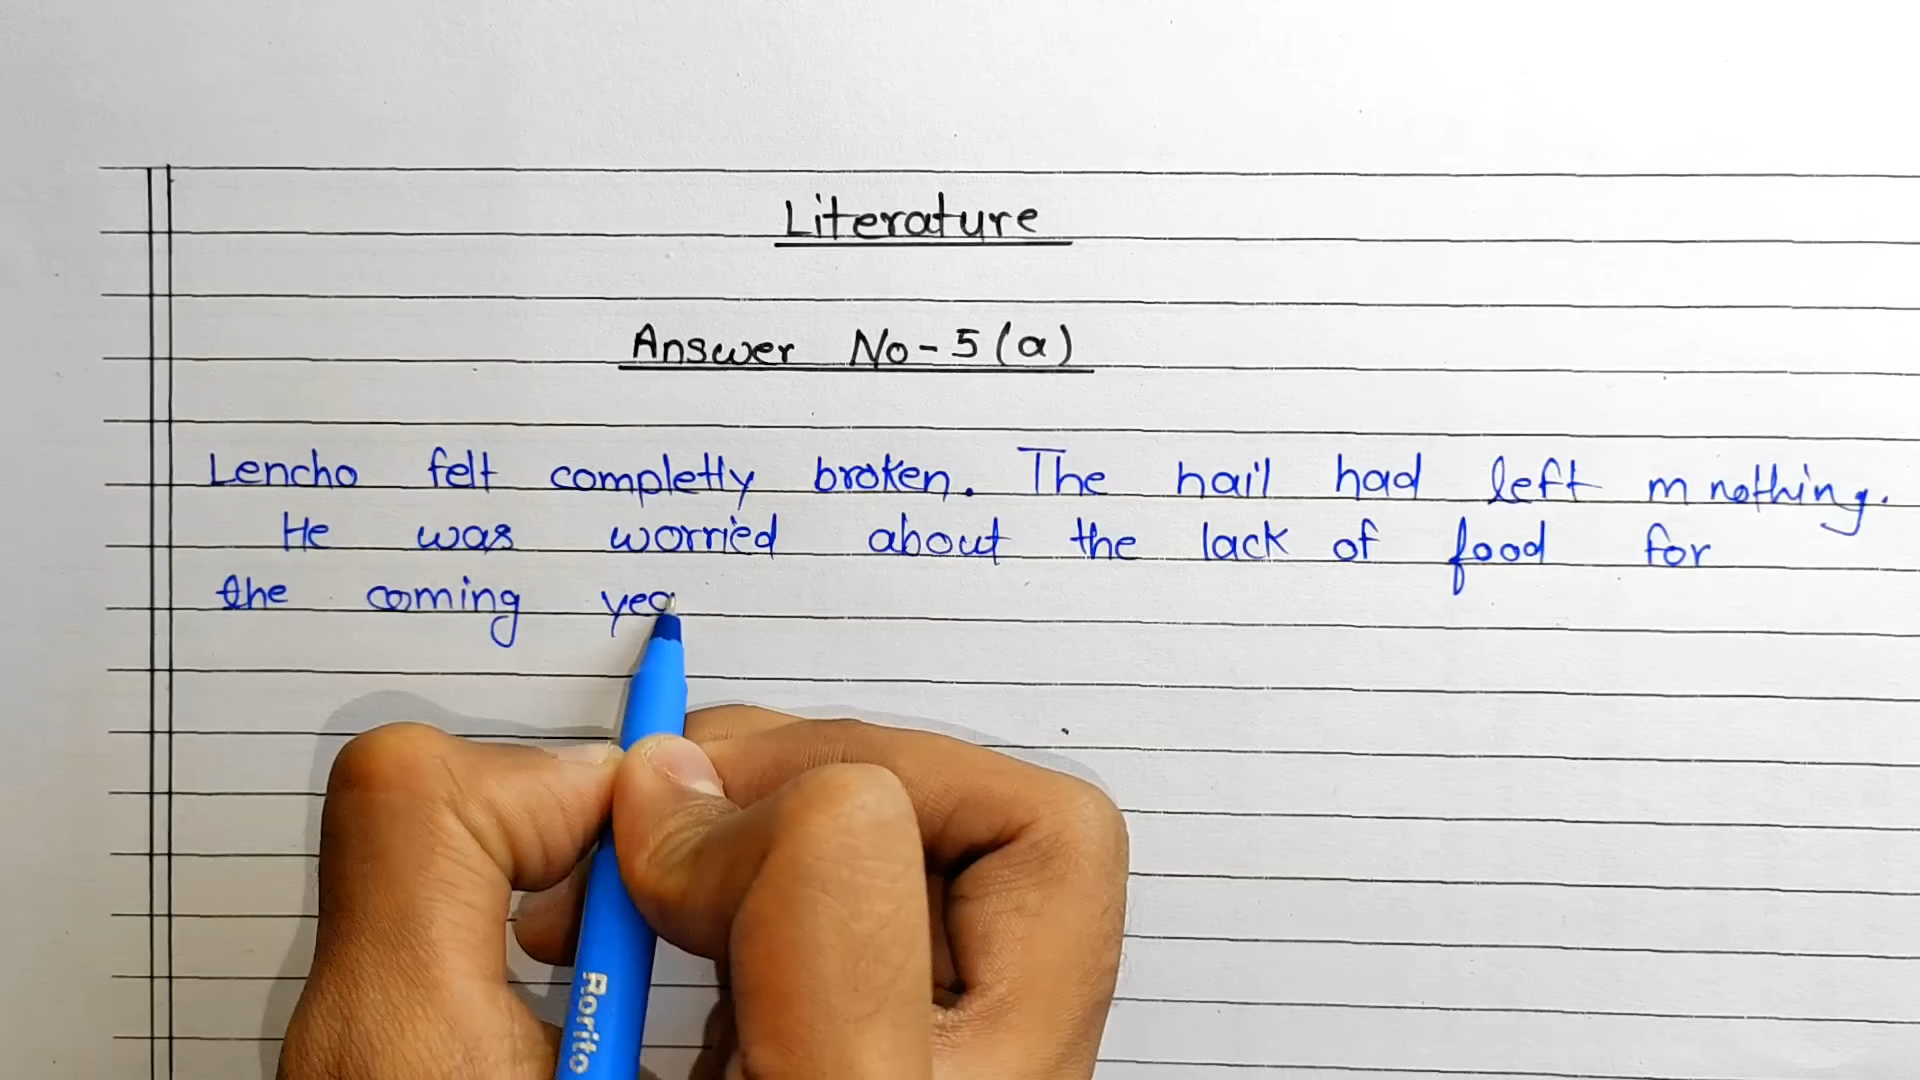 Literature
Answer No-5(a)
Lencho felt completly broken. The hail had left m nothing.
He was worried about the lack of food for
the coming yea
Rorito